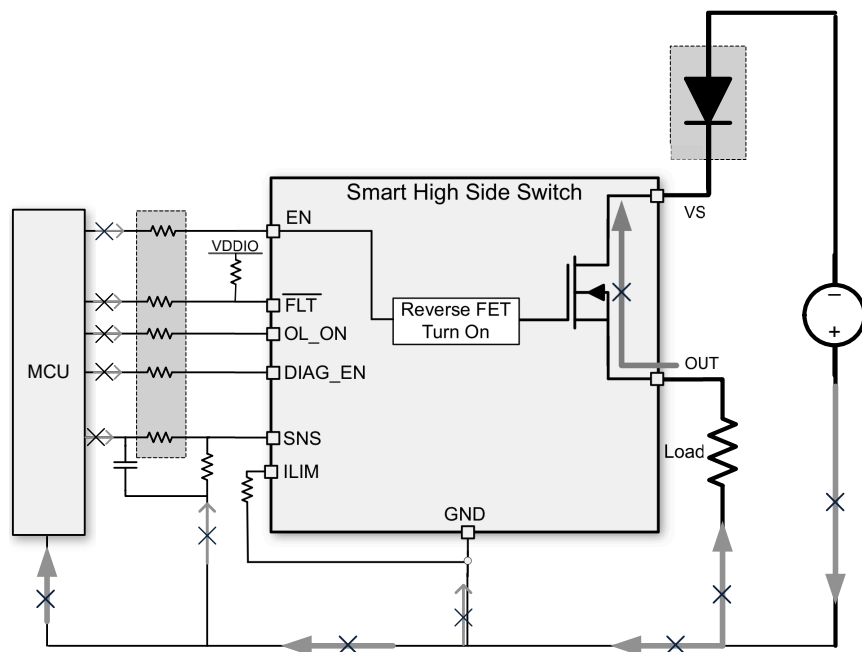 Smart High Side Switch
VS
EN
VDDIO
FLT
OL_ON
DIAG_EN
SNS
ILIM
GND
MCU
Reverse FET
Turn On
OUT
Load
−
+